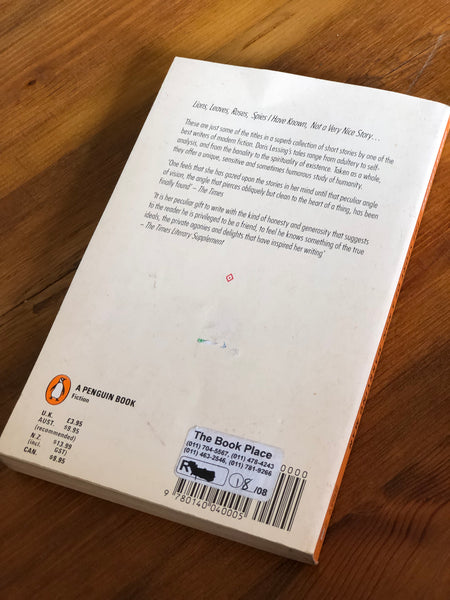 Lions, Leaves, Roses, Spies I Have Known, Not a Very Nice Story...
These are just some of the titles in a superb collection of short stories by one of the
best writers of modern fiction. Doris Lessing's tales range from adultery to self-
analysis, and from the banality to the spirituality of existence. Taken as a whole,
they offer a unique, sensitive and sometimes humorous study of humanity.
'One feels that she has gazed upon the stories in her mind until that peculiar angle
of vision, the angle that pierces obliquely but clean to the heart of a thing, has been
finally found' – The Times
'It is her peculiar gift to write with the kind of honesty and generosity that suggests
to the reader he is privileged to be a friend, to feel he knows something of the true
ideals, the private agonies and delights that have inspired her writing'
– The Times Literary Supplement
A PENGUIN BOOK
Fiction
U.K. £3.95
AUST. $8.95
(recommended)
N.Z. $13.99
(incl. GST)
CAN. $8.95
The Book Place
(011) 704-5567, (011) 478-4243
(011) 463-2546, (011) 781-9266
R 18 /08
0000
9 780140 040005